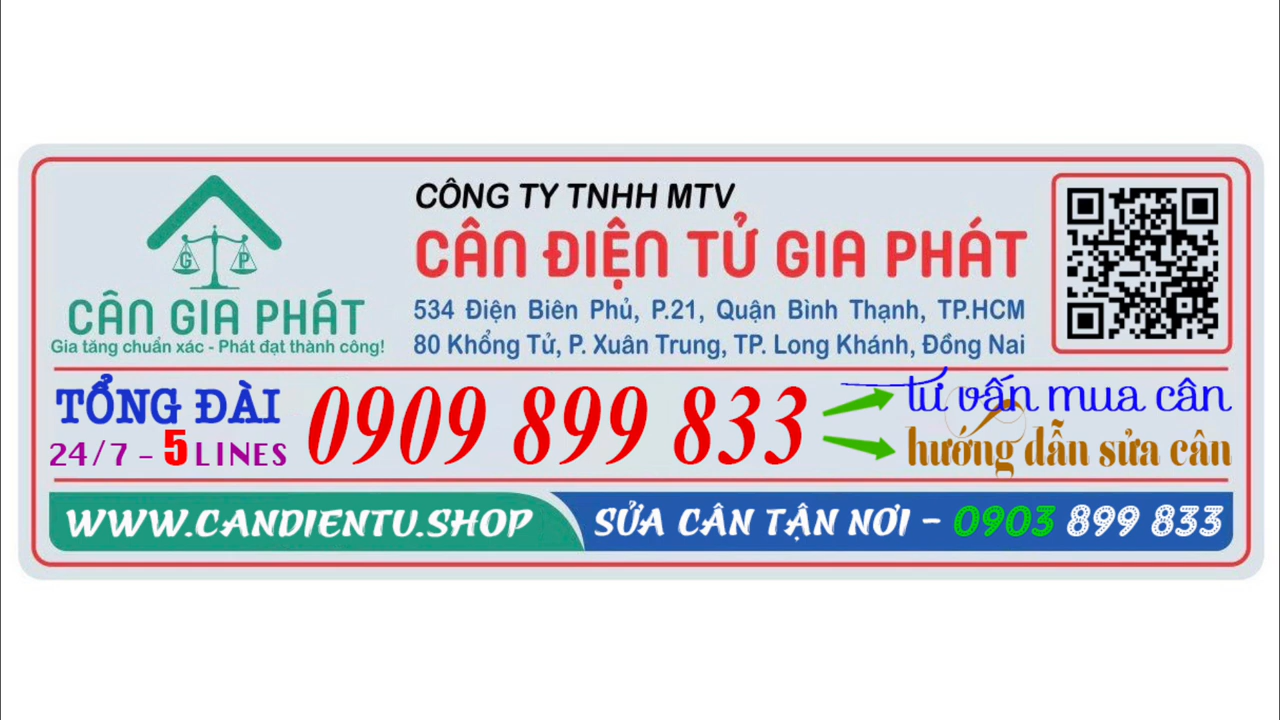 G P
CÂN GIA PHÁT
Gia tăng chuẩn xác - Phát đạt thành công!
CÔNG TY TNHH MTV
CÂN ĐIỆN TỬ GIA PHÁT
534 Điện Biên Phủ, P.21, Quận Bình Thạnh, TP.HCM
80 Khổng Tử, P. Xuân Trung, TP. Long Khánh, Đồng Nai
TỔNG ĐÀI
24/7 - 5 LINES
0909 899 833
tư vấn mua cân
hướng dẫn sửa cân
WWW.CANDIENTU.SHOP
SỬA CÂN TẬN NƠI - 0903 899 833